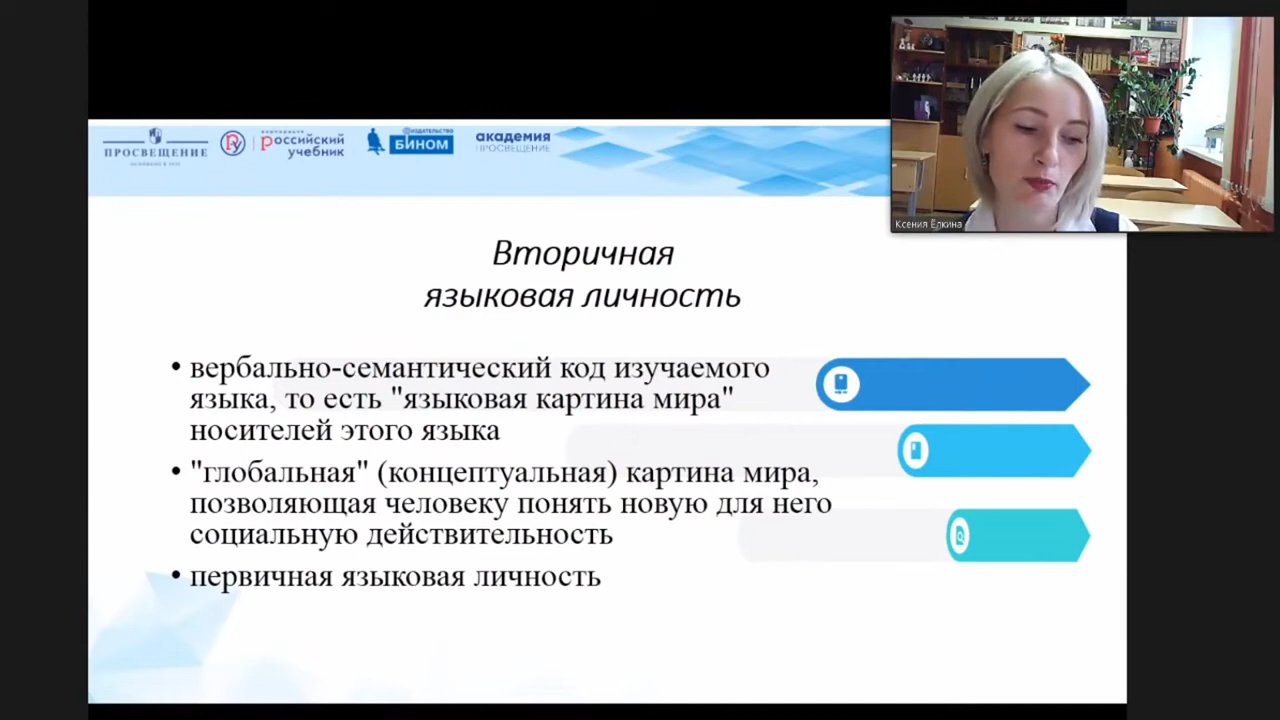 ПРОСВЕЩЕНИЕ
российский
учебник
ИЗДАТЕЛЬСТВО
БИНОМ
академия
ПРОСВЕЩЕНИЕ
Ксения Ёлкина
Вторичная
языковая личность
• вербально-семантический код изучаемого
языка, то есть "языковая картина мира"
носителей этого языка
• "глобальная" (концептуальная) картина мира,
позволяющая человеку понять новую для него
социальную действительность
• первичная языковая личность